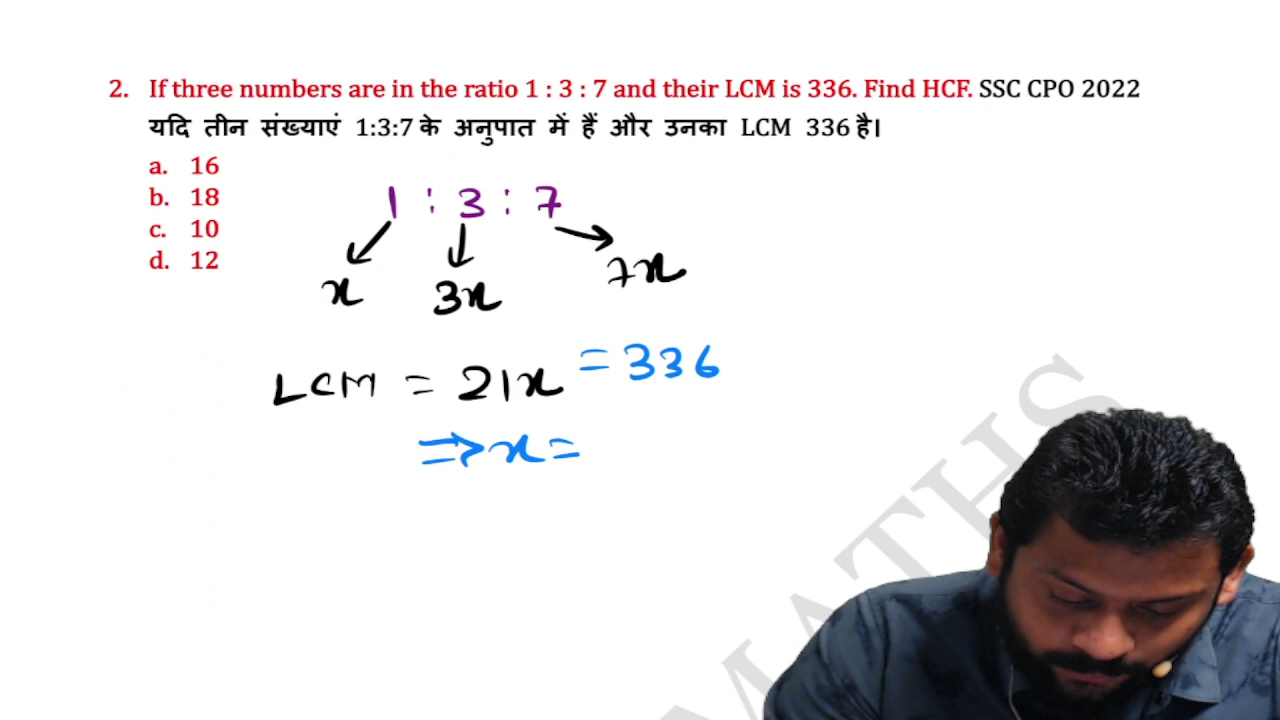 2. If three numbers are in the ratio 1 : 3 : 7 and their LCM is 336. Find HCF. SSC CPO 2022
यदि तीन संख्याएं 1:3:7 के अनुपात में हैं और उनका LCM 336 है।
a. 16
b. 18
c. 10
d. 12
1 : 3 : 7
x 3x 7x
LCM = 21x = 336
⇒ x =
MATHS